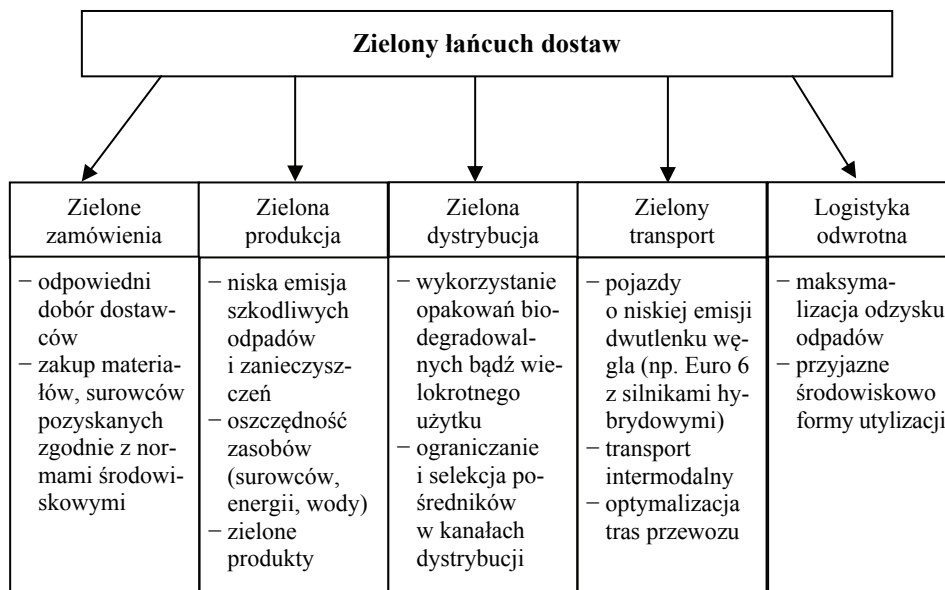 Zielony łańcuch dostaw
Zielone
zamówienia
– odpowiedni
dobór dostaw-
ców
– zakup materia-
łów, surowców
pozyskanych
zgodnie z nor-
mami środowi-
skowymi
Zielona
produkcja
– niska emisja
szkodliwych
odpadów
i zanieczysz-
czeń
– oszczędność
zasobów
(surowców,
energii, wody)
– zielone
produkty
Zielona
dystrybucja
– wykorzystanie
opakowań bio-
degradowal-
nych bądź wie-
lokrotnego
użytku
– ograniczanie
i selekcja po-
średników
w kanałach
dystrybucji
Zielony
transport
– pojazdy
o niskiej emisji
dwutlenku wę-
gla (np. Euro 6
z silnikami hy-
brydowymi)
– transport
intermodalny
– optymalizacja
tras przewozu
Logistyka
odwrotna
– maksyma-
lizacja odzysku
odpadów
– przyjazne
środowiskowo
formy utylizacji